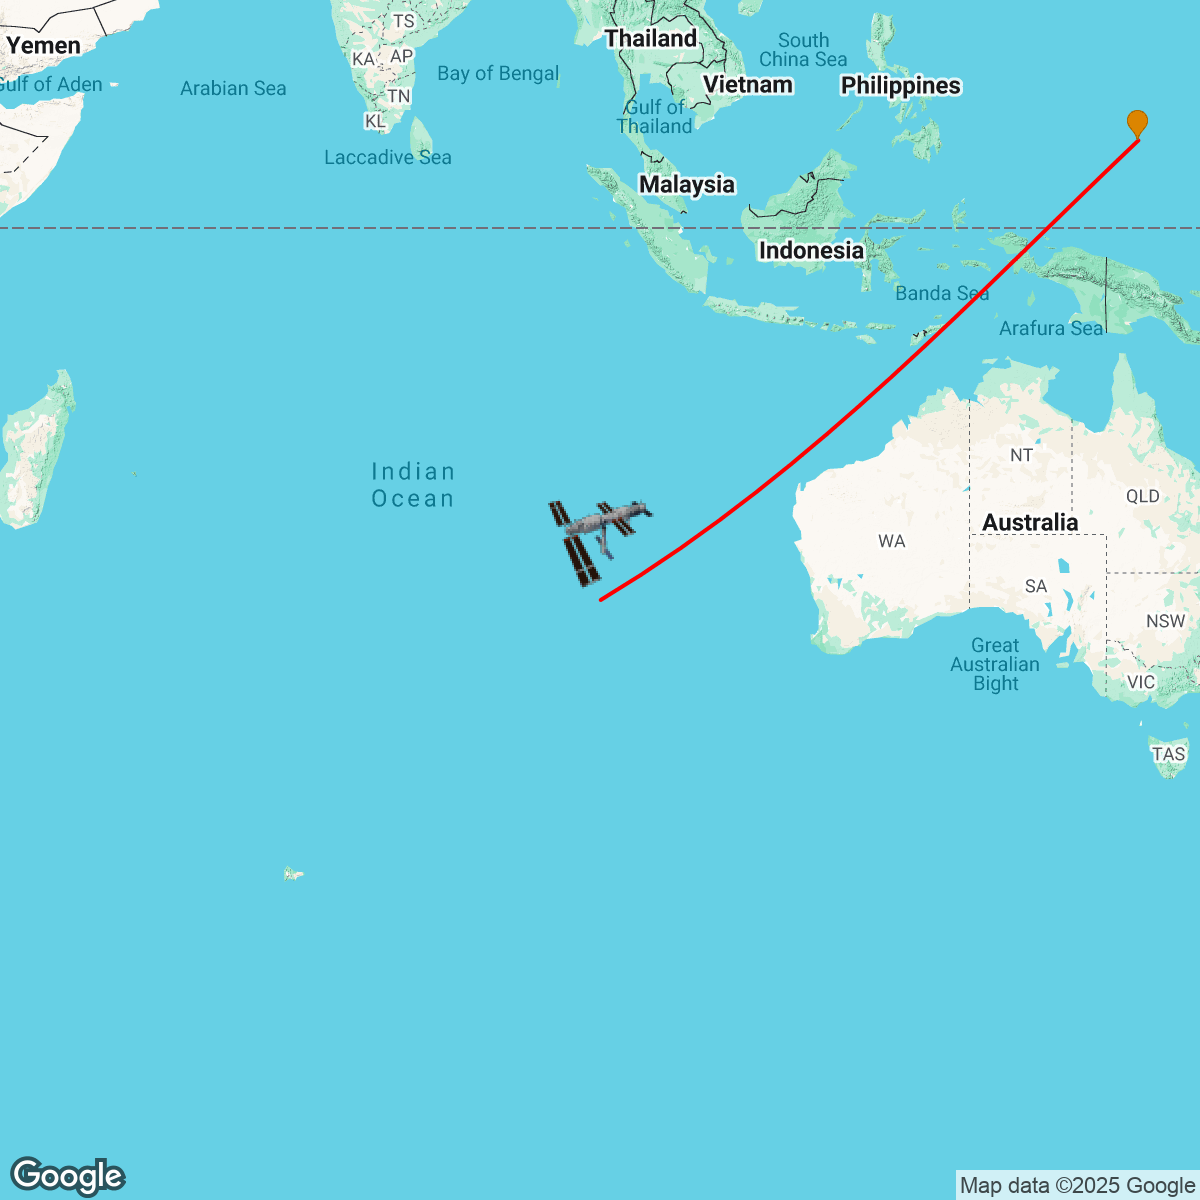 TS
Thailand
South
China Sea
Yemen
KA
AP
Bay of Bengal
Vietnam
Philippines
Gulf of Aden
Arabian Sea
TN
Gulf of
Thailand
KL
Laccadive Sea
Malaysia
Indonesia
Banda Sea
Arafura Sea
NT
Indian
Ocean
QLD
Australia
WA
SA
NSW
Great
Australian
Bight
VIC
TAS
Google
Map data ©2025 Google